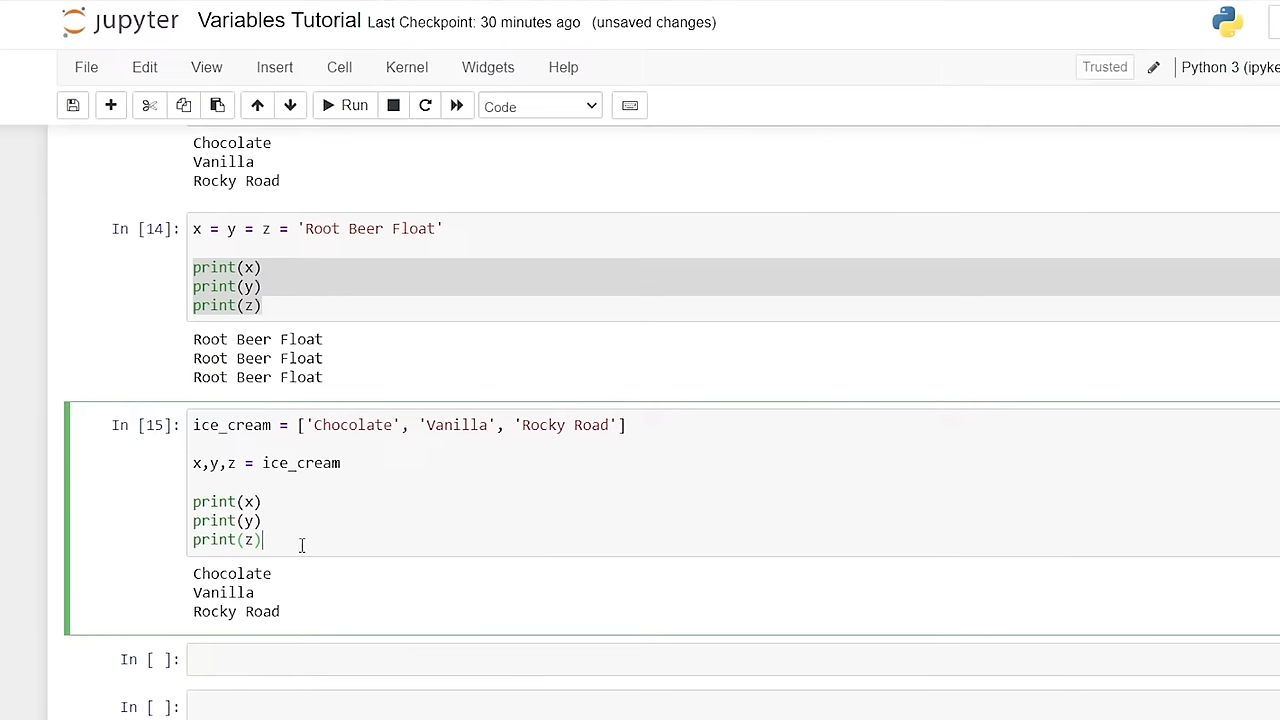 jupyter Variables Tutorial Last Checkpoint: 30 minutes ago (unsaved changes)
File Edit View Insert Cell Kernel Widgets Help Trusted Python 3 (ipyke
Run Code
Chocolate
Vanilla
Rocky Road
In [14]: x = y = z = 'Root Beer Float'
print(x)
print(y)
print(z)
Root Beer Float
Root Beer Float
Root Beer Float
In [15]: ice_cream = ['Chocolate', 'Vanilla', 'Rocky Road']
x,y,z = ice_cream
print(x)
print(y)
print(z)
Chocolate
Vanilla
Rocky Road
In [ ]:
In [ ]: